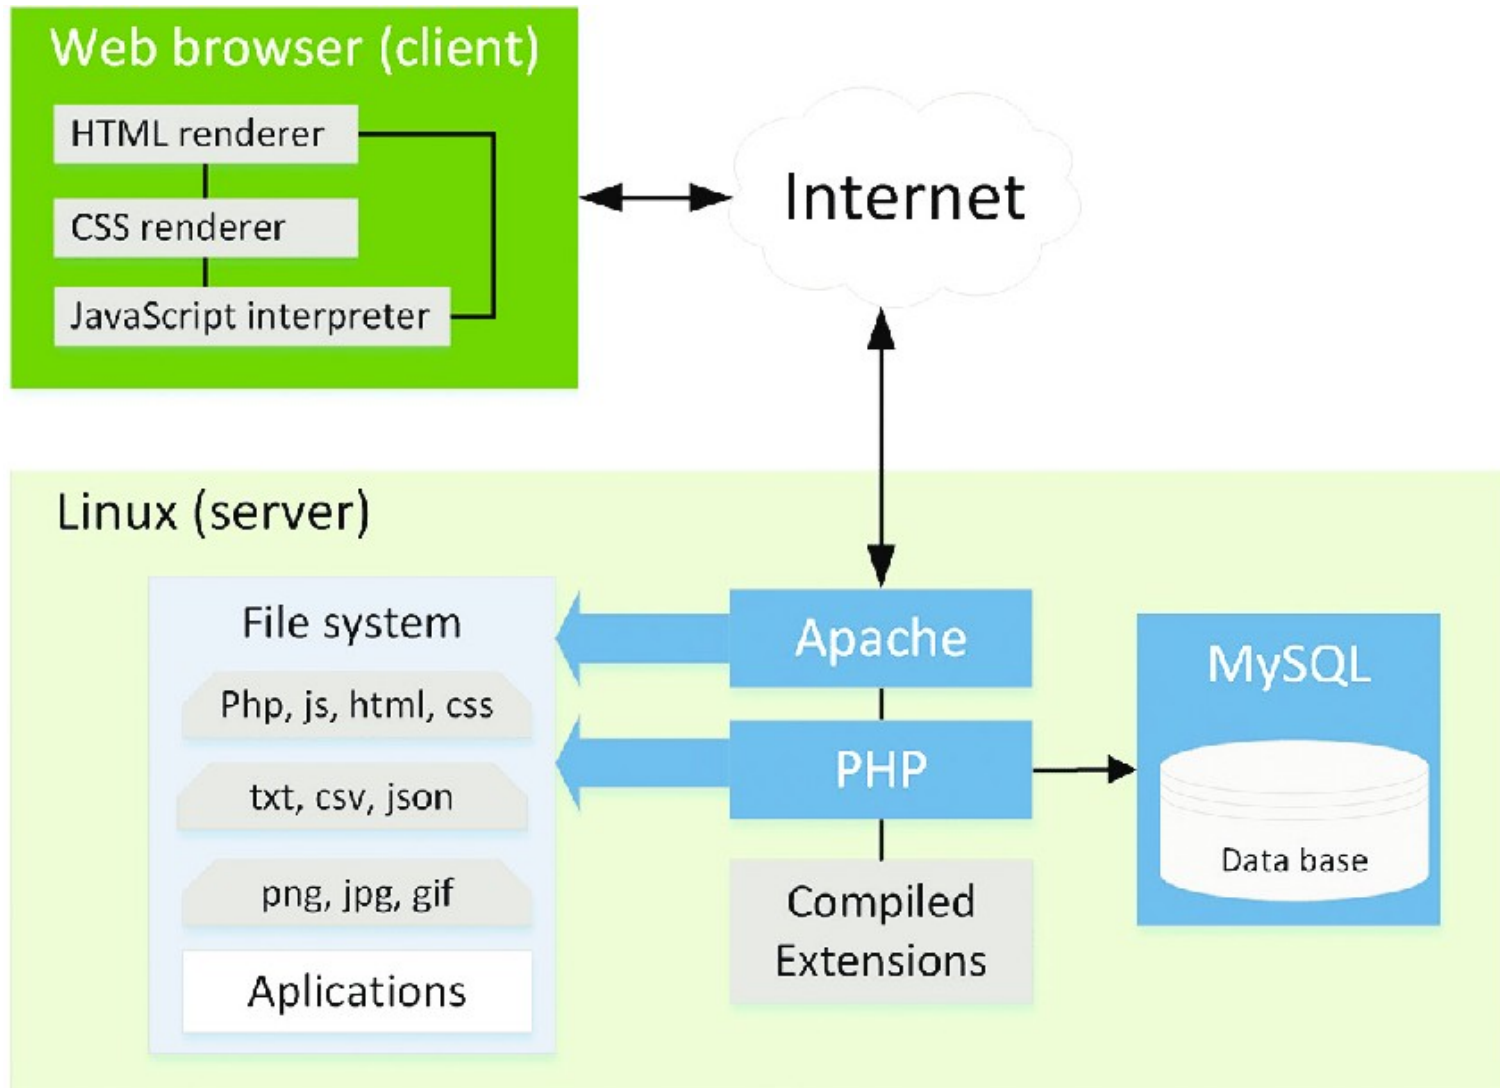 Web browser (client)
HTML renderer
CSS renderer
JavaScript interpreter
Internet
Linux (server)
File system
Php, js, html, css
txt, csv, json
png, jpg, gif
Aplications
Apache
PHP
Compiled
Extensions
MySQL
Data base